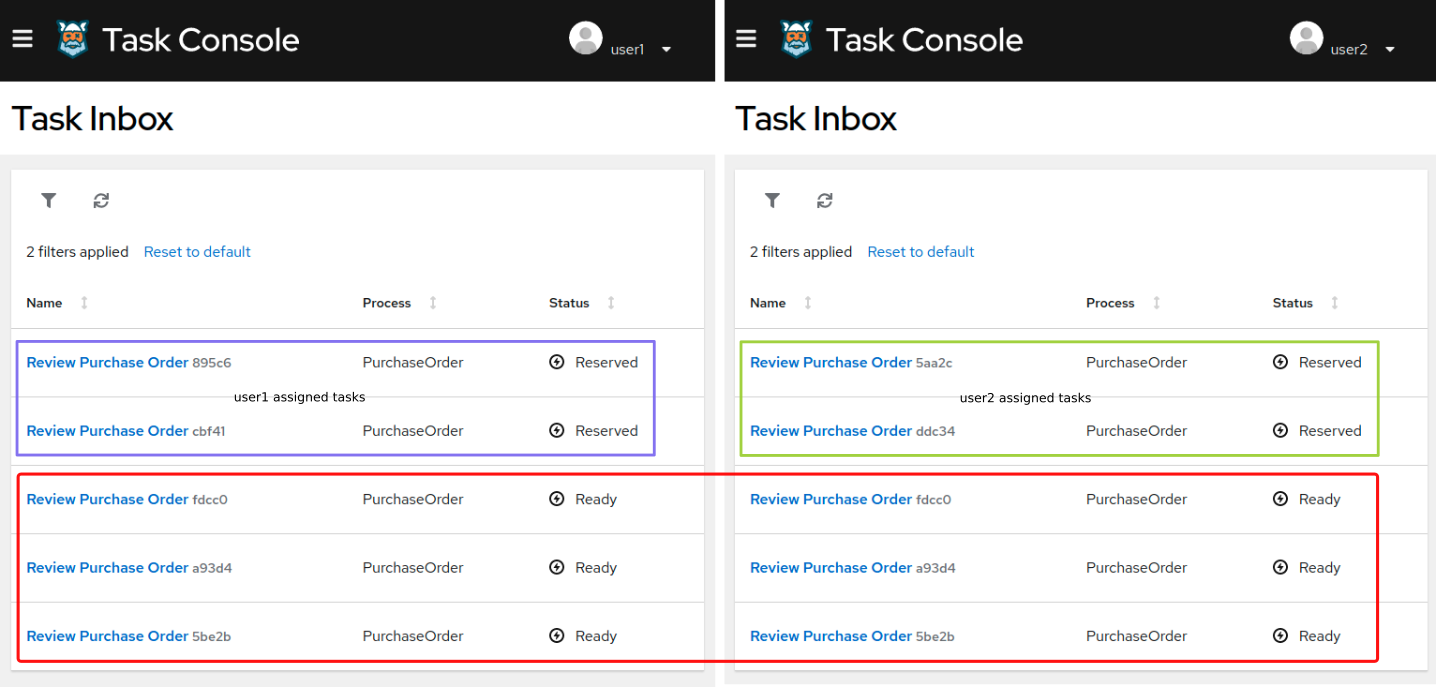 Task Console
user1
Task Inbox
2 filters applied Reset to default
Name Process Status
Review Purchase Order 895c6 PurchaseOrder Reserved
user1 assigned tasks
Review Purchase Order cbf41 PurchaseOrder Reserved
Review Purchase Order fdcc0 PurchaseOrder Ready
Review Purchase Order a93d4 PurchaseOrder Ready
Review Purchase Order 5be2b PurchaseOrder Ready
Task Console
user2
Task Inbox
2 filters applied Reset to default
Name Process Status
Review Purchase Order 5aa2c PurchaseOrder Reserved
user2 assigned tasks
Review Purchase Order ddc34 PurchaseOrder Reserved
Review Purchase Order fdcc0 PurchaseOrder Ready
Review Purchase Order a93d4 PurchaseOrder Ready
Review Purchase Order 5be2b PurchaseOrder Ready